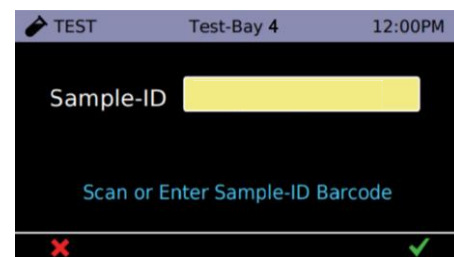 TEST Test-Bay 4 12:00PM
Sample-ID
Scan or Enter Sample-ID Barcode